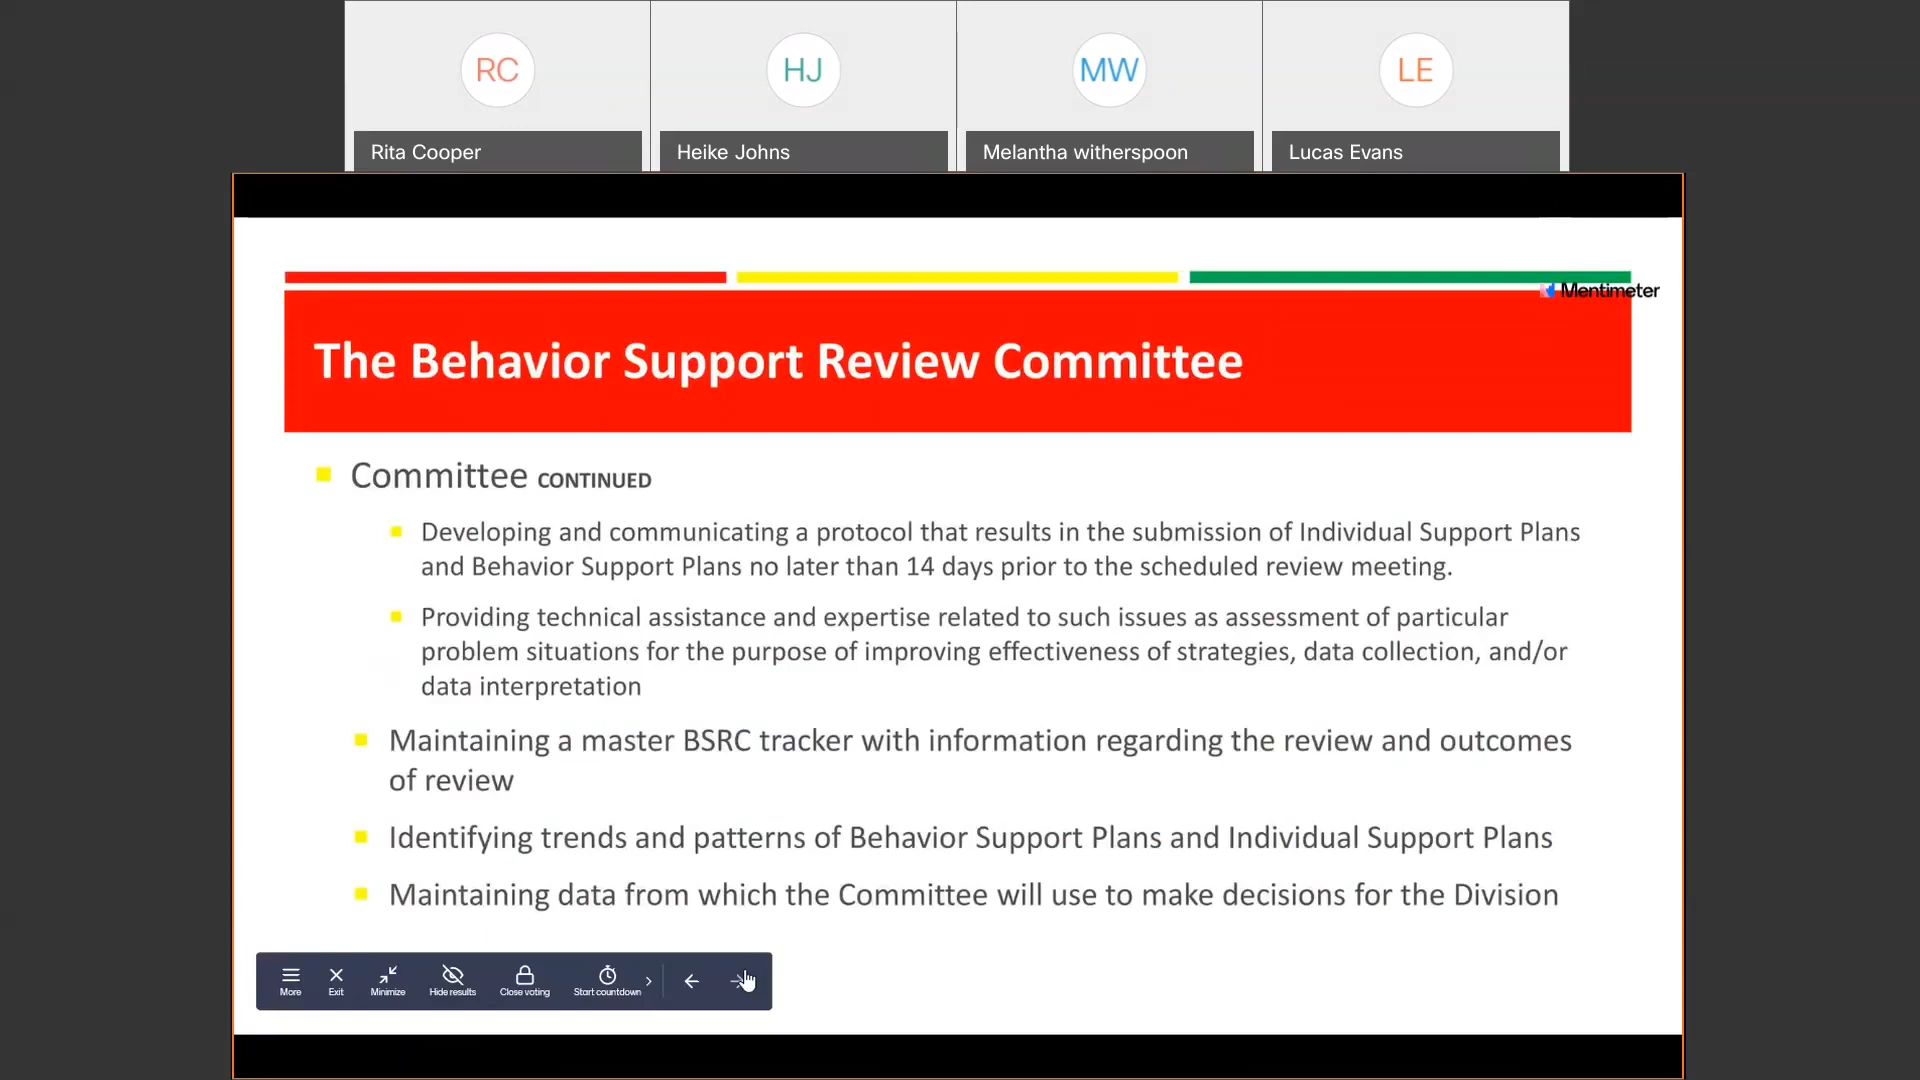 RC
HJ
MW
LE
Rita Cooper
Heike Johns
Melantha witherspoon
Lucas Evans
Mentimeter
The Behavior Support Review Committee
Committee CONTINUED
Developing and communicating a protocol that results in the submission of Individual Support Plans
and Behavior Support Plans no later than 14 days prior to the scheduled review meeting.
Providing technical assistance and expertise related to such issues as assessment of particular
problem situations for the purpose of improving effectiveness of strategies, data collection, and/or
data interpretation
Maintaining a master BSRC tracker with information regarding the review and outcomes
of review
Identifying trends and patterns of Behavior Support Plans and Individual Support Plans
Maintaining data from which the Committee will use to make decisions for the Division
More
Exit
Minimize
Hide results
Close voting
Start countdown